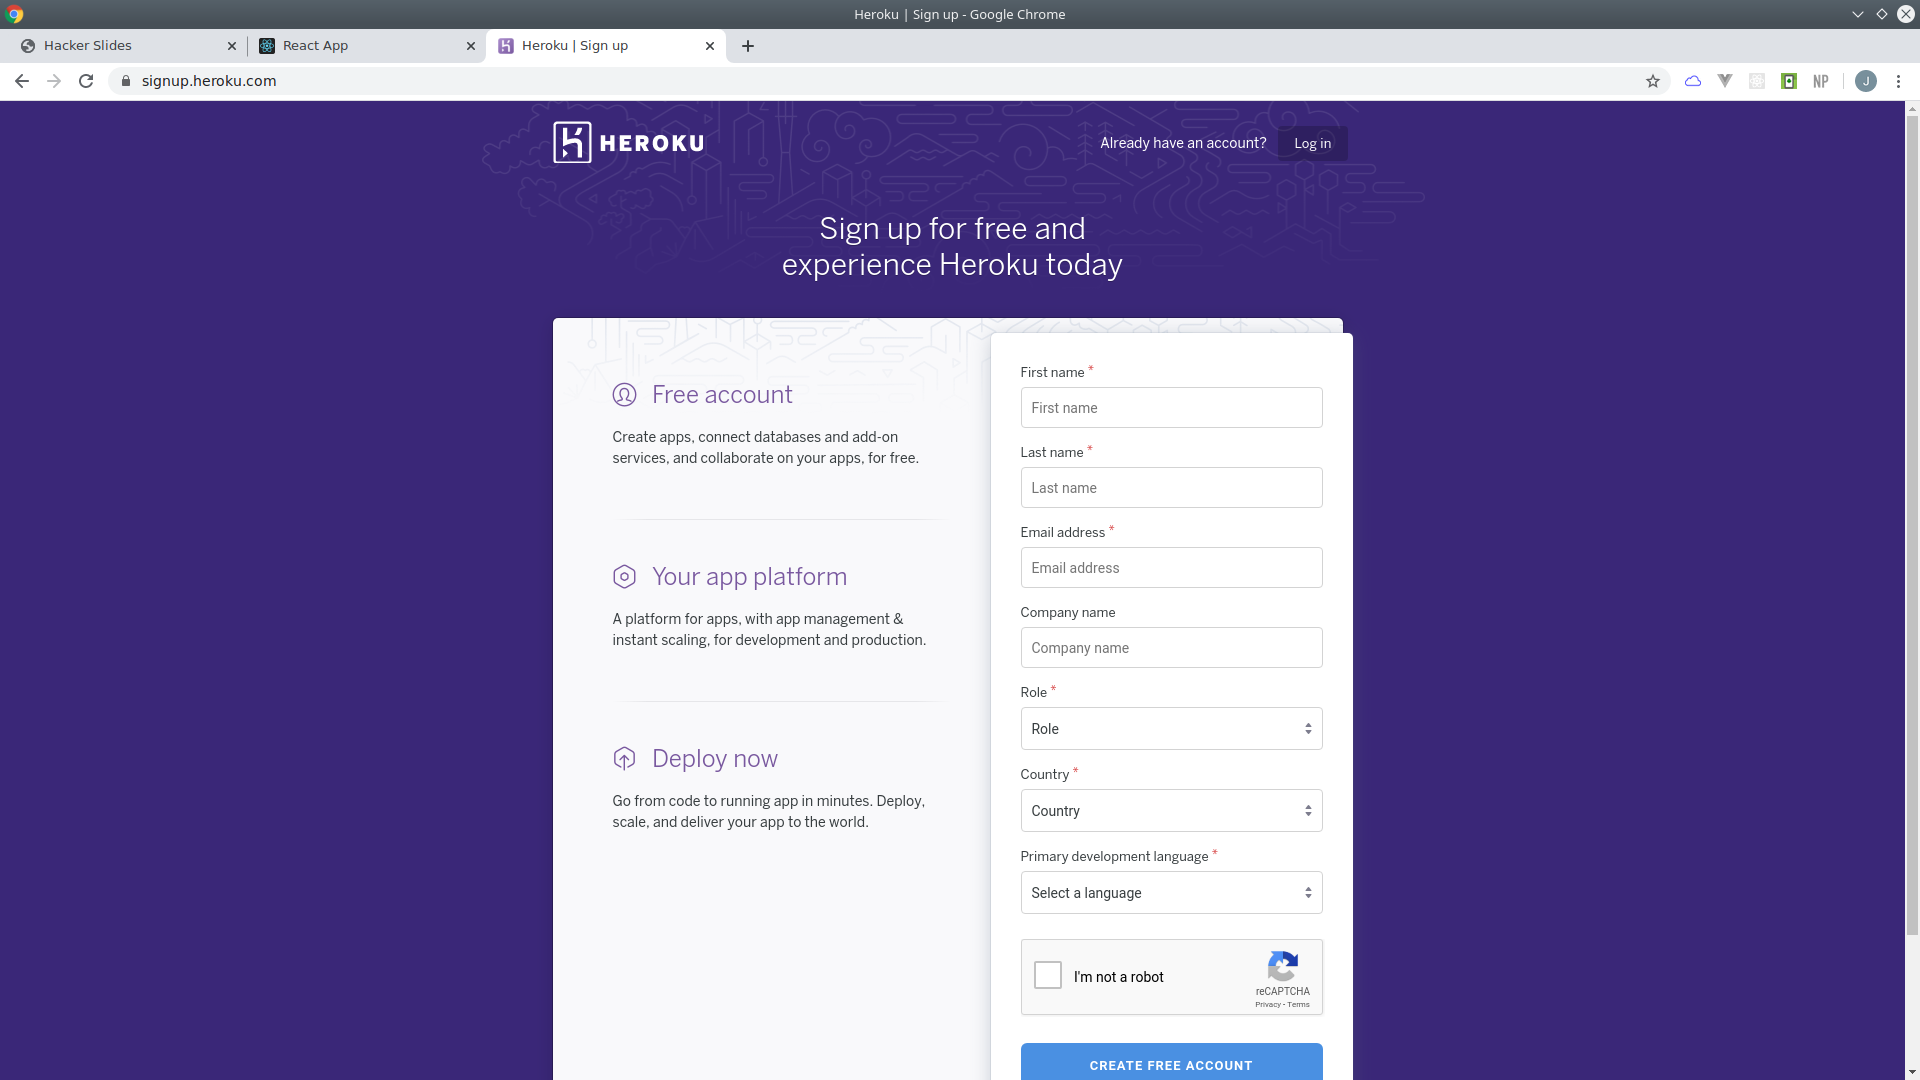 Heroku | Sign up - Google Chrome
Hacker Slides
React App
Heroku | Sign up
signup.heroku.com
NP
J
HEROKU
Already have an account?
Log in
Sign up for free and
experience Heroku today
Free account
Create apps, connect databases and add-on
services, and collaborate on your apps, for free.
Your app platform
A platform for apps, with app management &
instant scaling, for development and production.
Deploy now
Go from code to running app in minutes. Deploy,
scale, and deliver your app to the world.
First name *
First name
Last name *
Last name
Email address *
Email address
Company name
Company name
Role *
Role
Country *
Country
Primary development language *
Select a language
I'm not a robot
reCAPTCHA
Privacy - Terms
CREATE FREE ACCOUNT